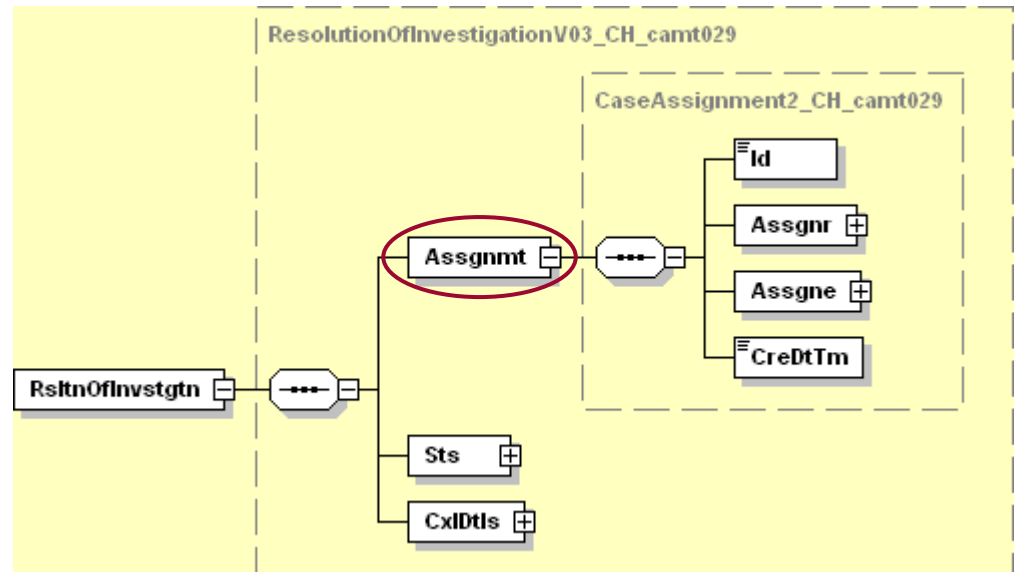 ResolutionOfInvestigationV03_CH_camt029
CaseAssignment2_CH_camt029
Id
Assgnr
Assgnmt
Assgne
CreDtTm
RsltnOfInvstgtn
Sts
CxlDtls